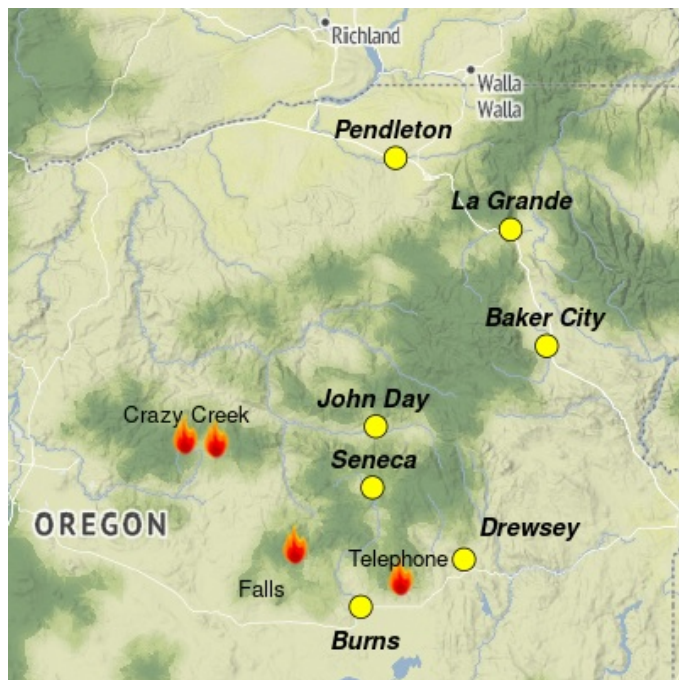 Richland
Walla
Walla
Pendleton
La Grande
Baker City
John Day
Crazy Creek
Seneca
OREGON
Drewsey
Telephone
Falls
Burns